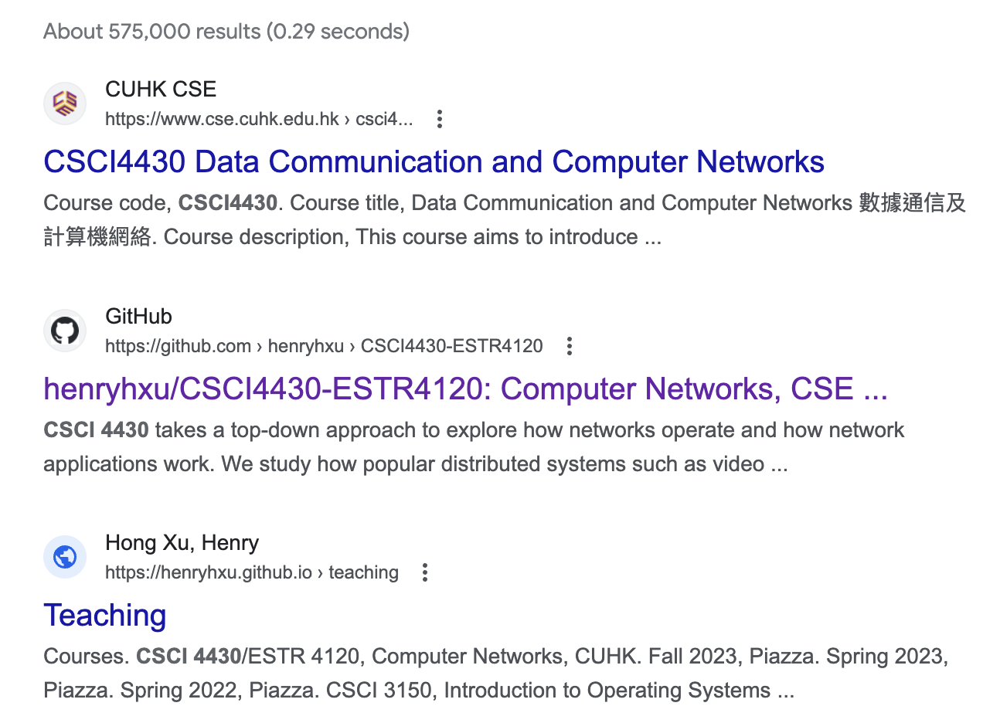 About 575,000 results (0.29 seconds)
CUHK CSE
https://www.cse.cuhk.edu.hk › csci4...
CSCI4430 Data Communication and Computer Networks
Course code, CSCI4430. Course title, Data Communication and Computer Networks 數據通信及
計算機網絡. Course description, This course aims to introduce ...
GitHub
https://github.com › henryhxu › CSCI4430-ESTR4120
henryhxu/CSCI4430-ESTR4120: Computer Networks, CSE ...
CSCI 4430 takes a top-down approach to explore how networks operate and how network
applications work. We study how popular distributed systems such as video ...
Hong Xu, Henry
https://henryhxu.github.io › teaching
Teaching
Courses. CSCI 4430/ESTR 4120, Computer Networks, CUHK. Fall 2023, Piazza. Spring 2023,
Piazza. Spring 2022, Piazza. CSCI 3150, Introduction to Operating Systems ...